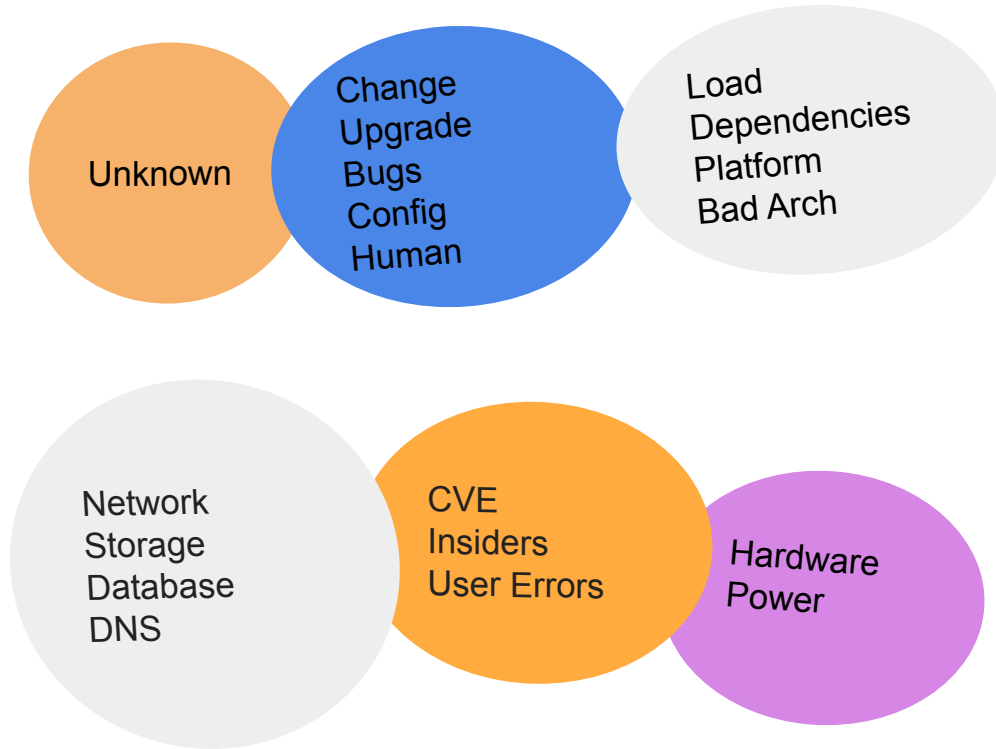 Unknown
Change
Upgrade
Bugs
Config
Human
Load
Dependencies
Platform
Bad Arch
Network
Storage
Database
DNS
CVE
Insiders
User Errors
Hardware
Power